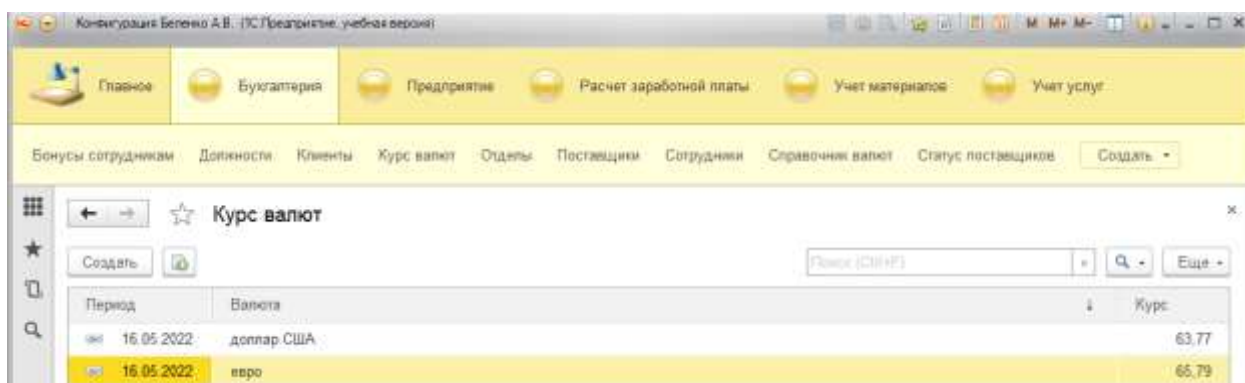 Конфигурация Беленко А.В. (1С:Предприятие, учебная версия) M M+ M-
Главное Бухгалтерия Предприятие Расчет заработной платы Учет материалов Учет услуг
Бонусы сотрудникам Должности Клиенты Курс валют Отделы Поставщики Сотрудники Справочник валют Статус поставщиков Создать
Курс валют
Создать Поиск (Ctrl+F) Еще
Период Валюта Курс
16.05.2022 доллар США 63,77
16.05.2022 евро 65,79